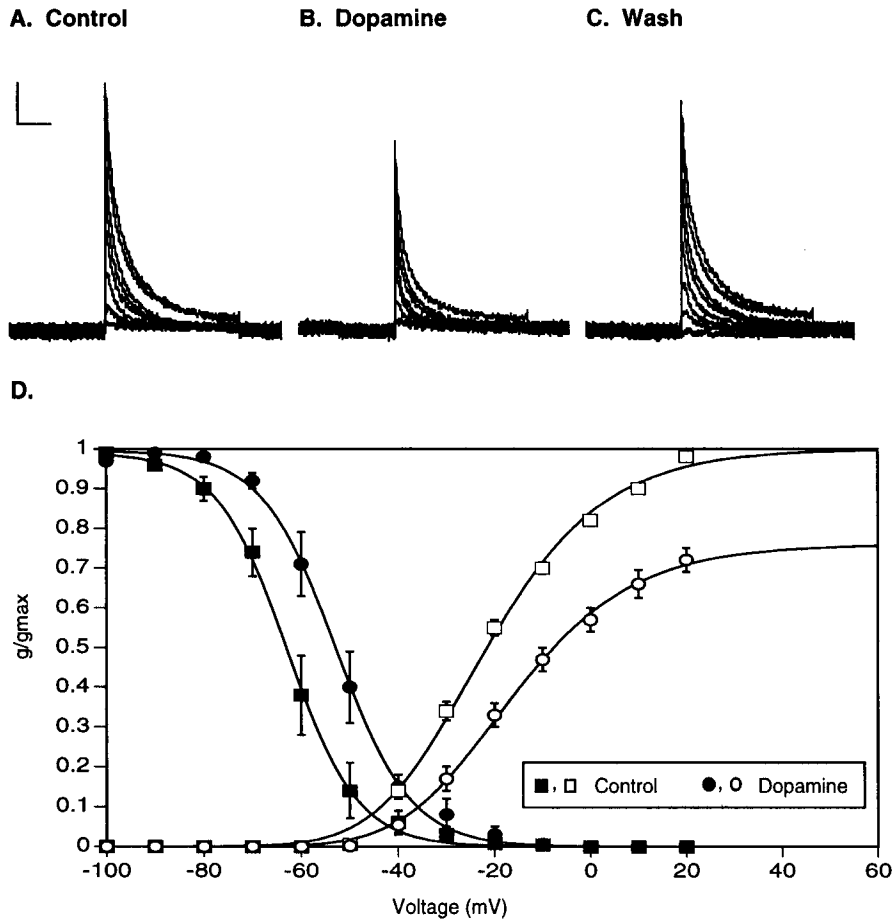 A. Control
B. Dopamine
C. Wash
D.
1
0.9
0.8
0.7
0.6
0.5
0.4
0.3
0.2
0.1
0
g/gmax
■, □ Control
●, ○ Dopamine
-100 -80 -60 -40 -20 0 20 40 60
Voltage (mV)